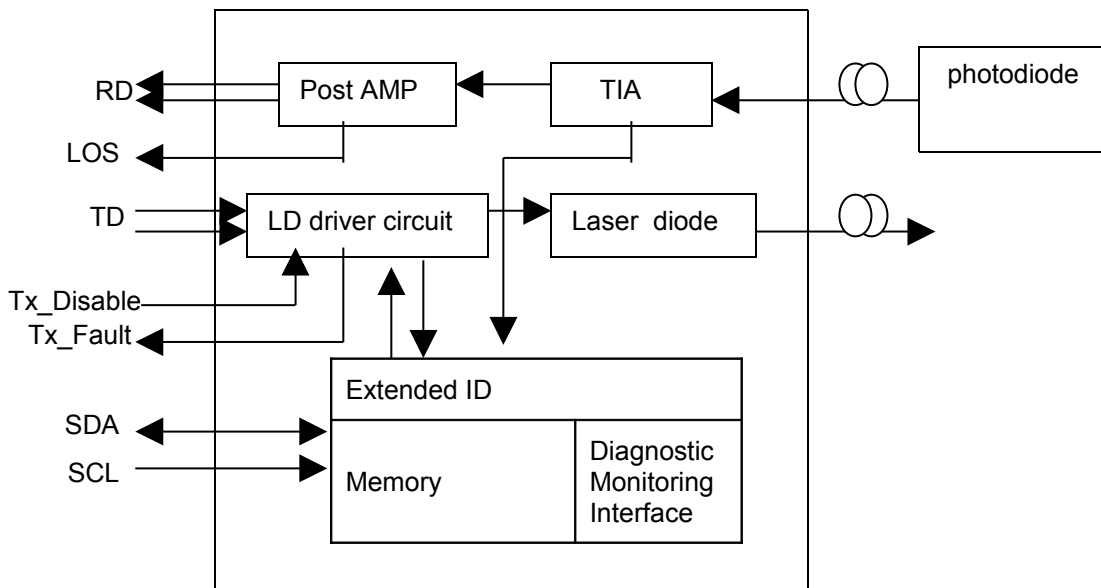 RD
Post AMP
TIA
photodiode
LOS
TD
LD driver circuit
Laser diode
Tx_Disable
Tx_Fault
Extended ID
SDA
SCL
Memory
Diagnostic
Monitoring
Interface